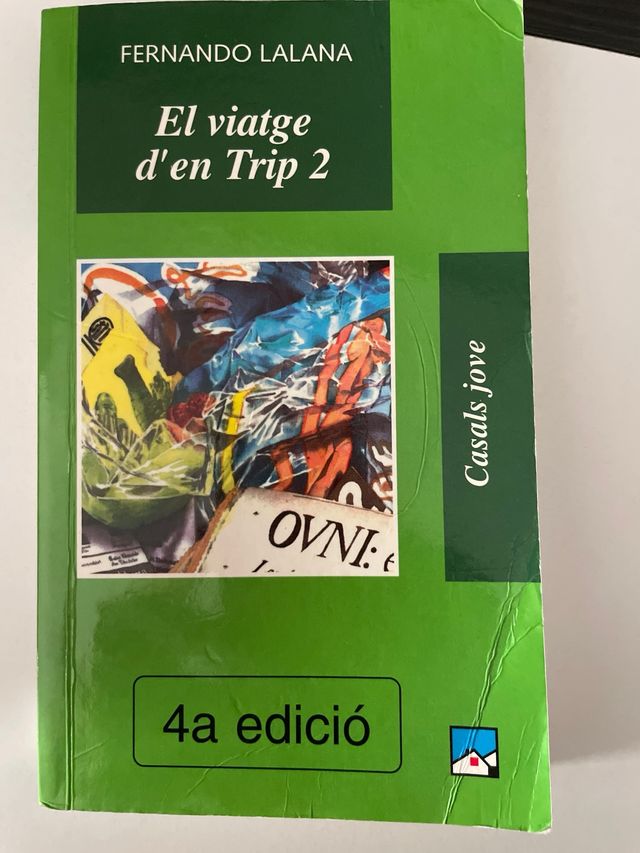 FERNANDO LALANA
El viatge
d'en Trip 2
Casals jove
OVNI:
4a edició